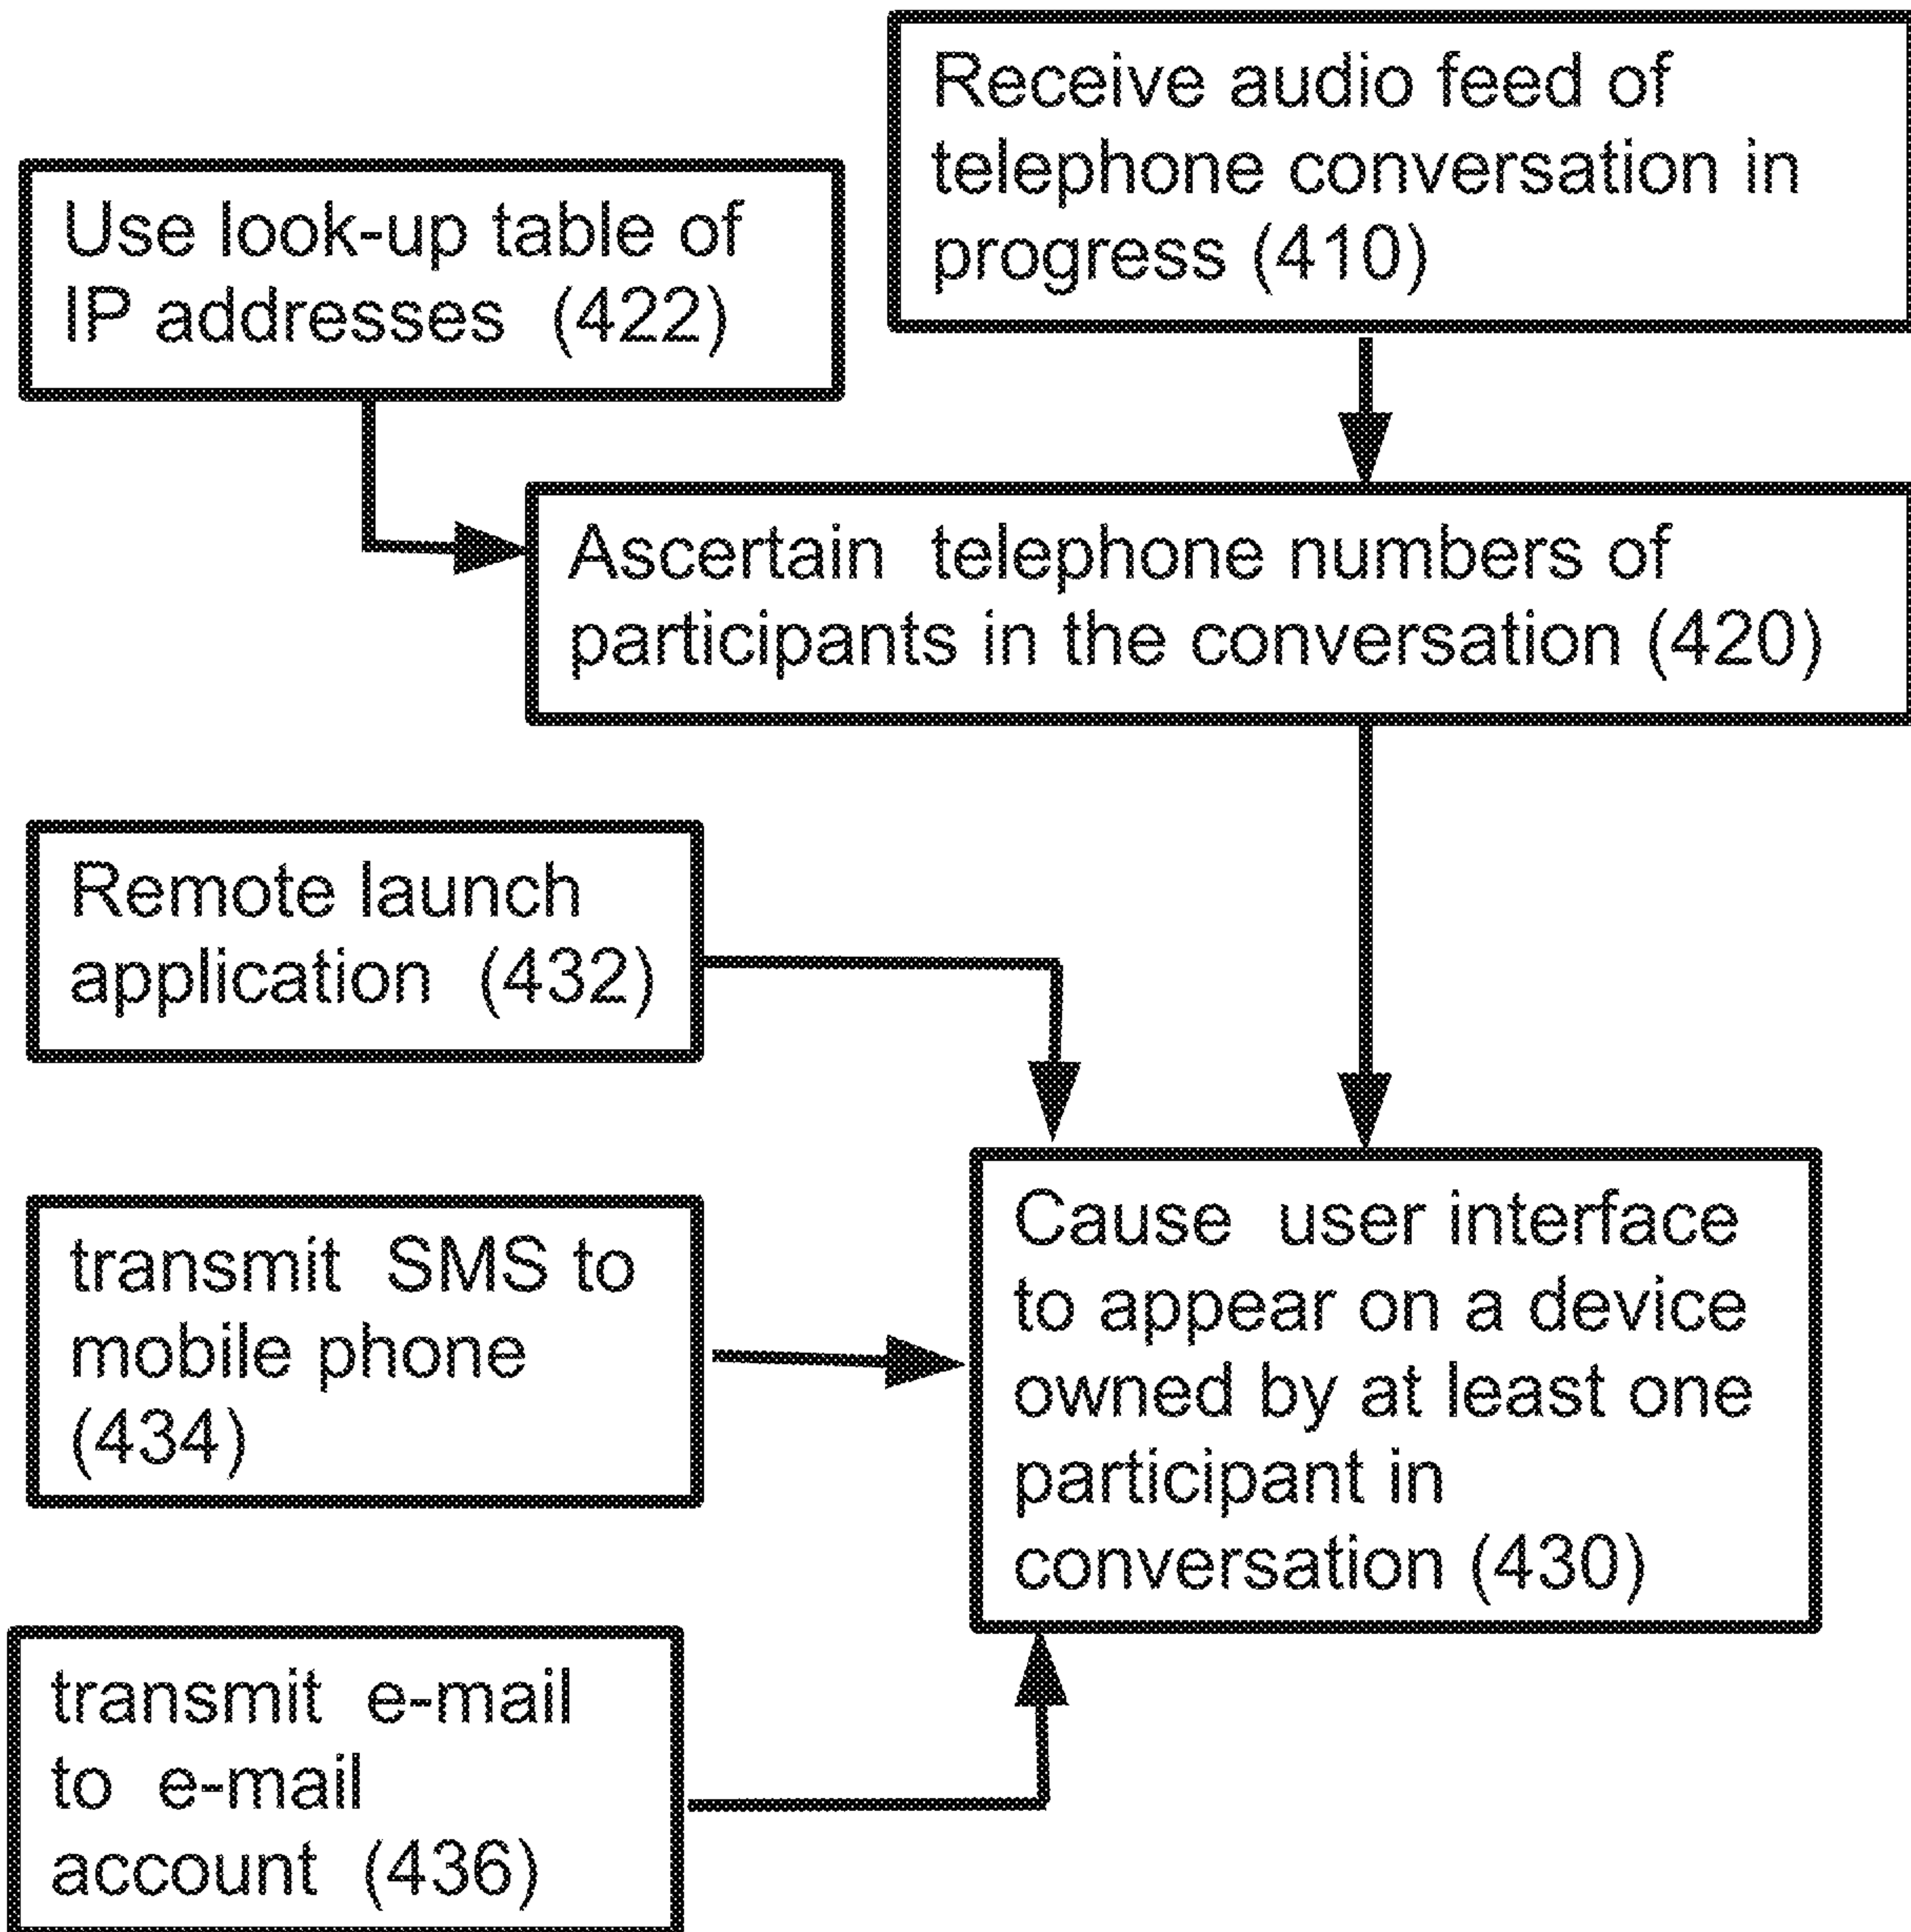 Receive audio feed of
telephone conversation in
progress (410)
Use look-up table of
IP addresses (422)
Ascertain telephone numbers of
participants in the conversation (420)
Remote launch
application (432)
transmit SMS to
mobile phone
(434)
Cause user interface
to appear on a device
owned by at least one
participant in
conversation (430)
transmit e-mail
to e-mail
account (436)